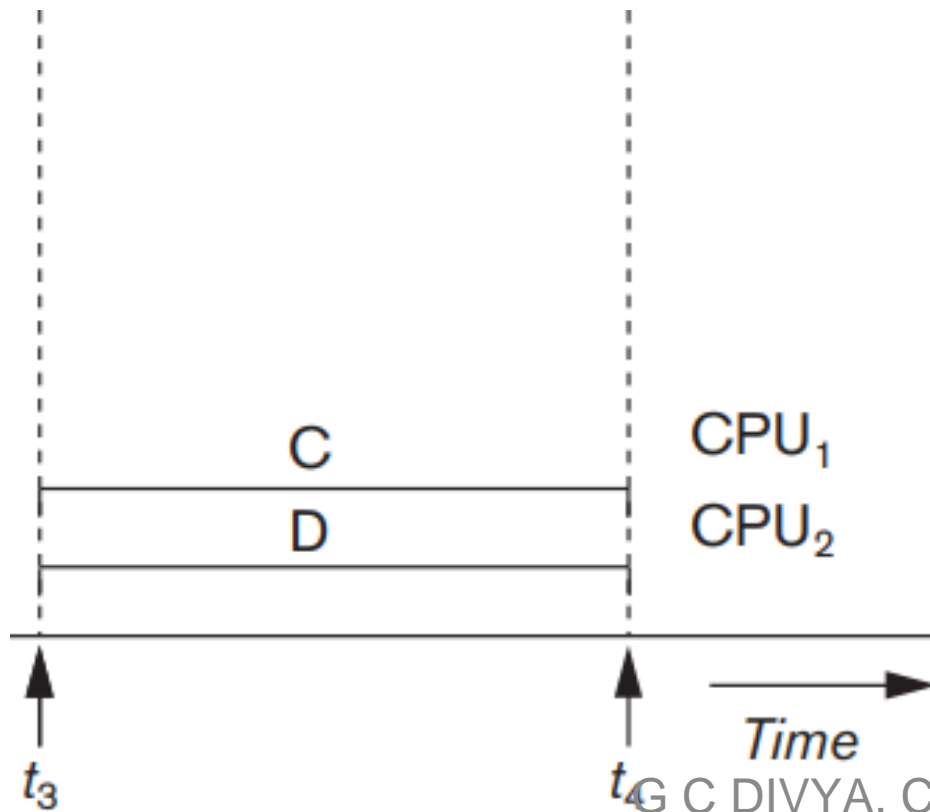 C
CPU₁
D
CPU₂
Time
t₃
t₄
G C DIVYA, C